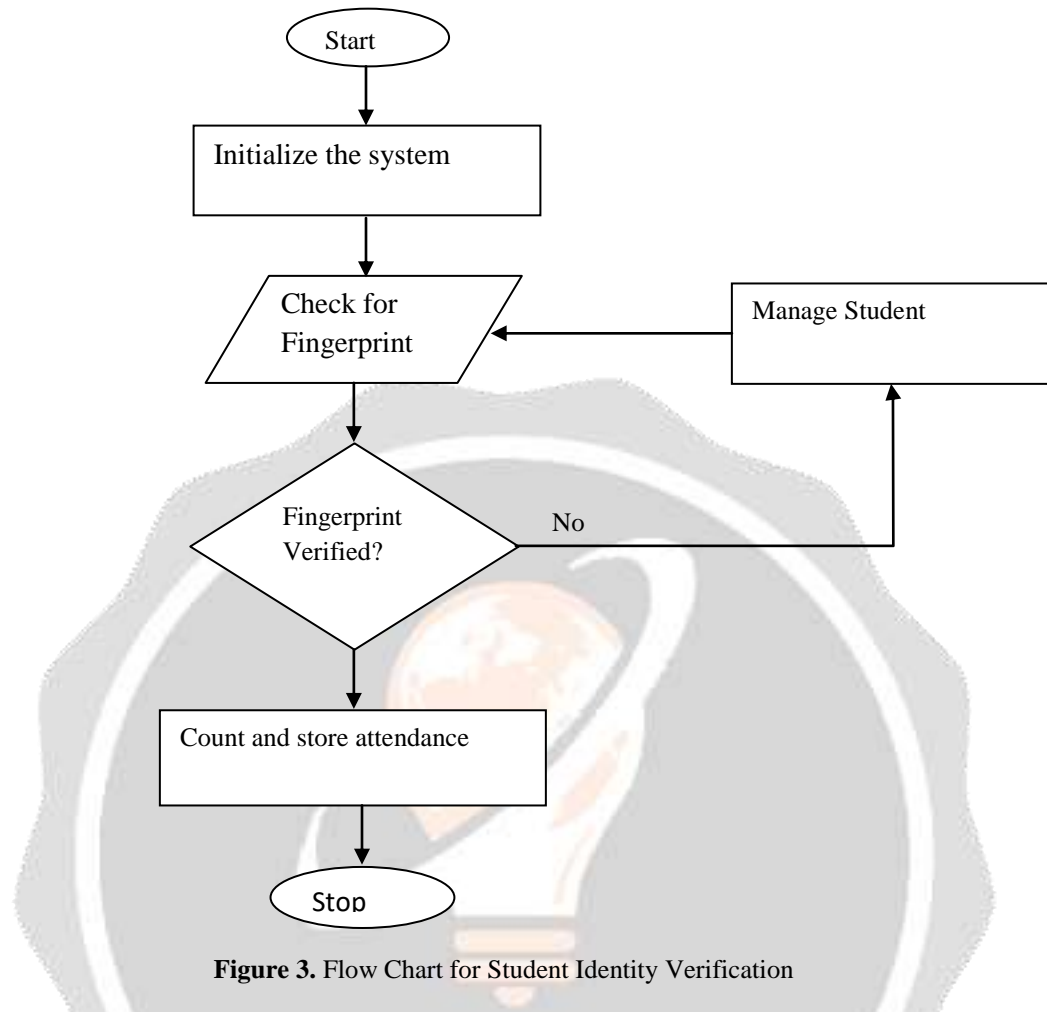 Start
Initialize the system
Check for
Fingerprint
Manage Student
Fingerprint
Verified?
No
Count and store attendance
Stop
Figure 3. Flow Chart for Student Identity Verification